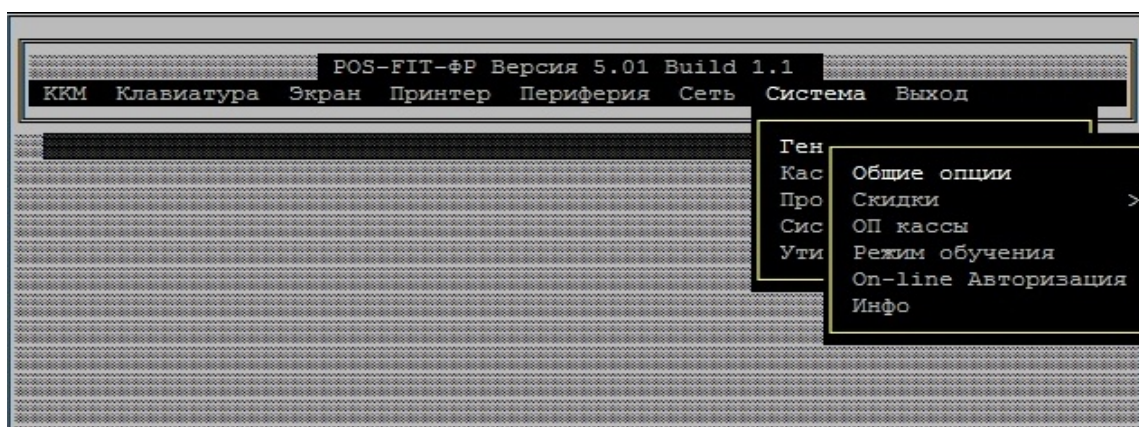 POS-FIT-ФР Версия 5.01 Build 1.1
ККМ Клавиатура Экран Принтер Периферия Сеть Система Выход
Ген
Кас Общие опции
Про Скидки >
Сис ОП кассы
Ути Режим обучения
On-line Авторизация
Инфо